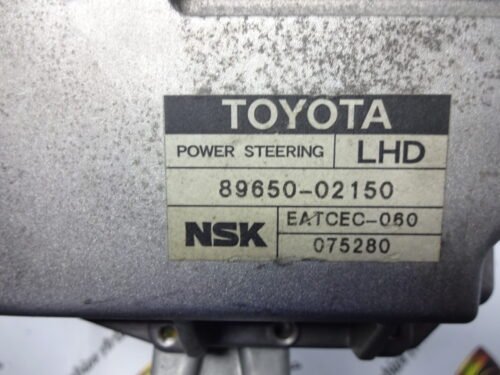 TOYOTA
POWER STEERING LHD
89650-02150
NSK EATCEC-060
075280